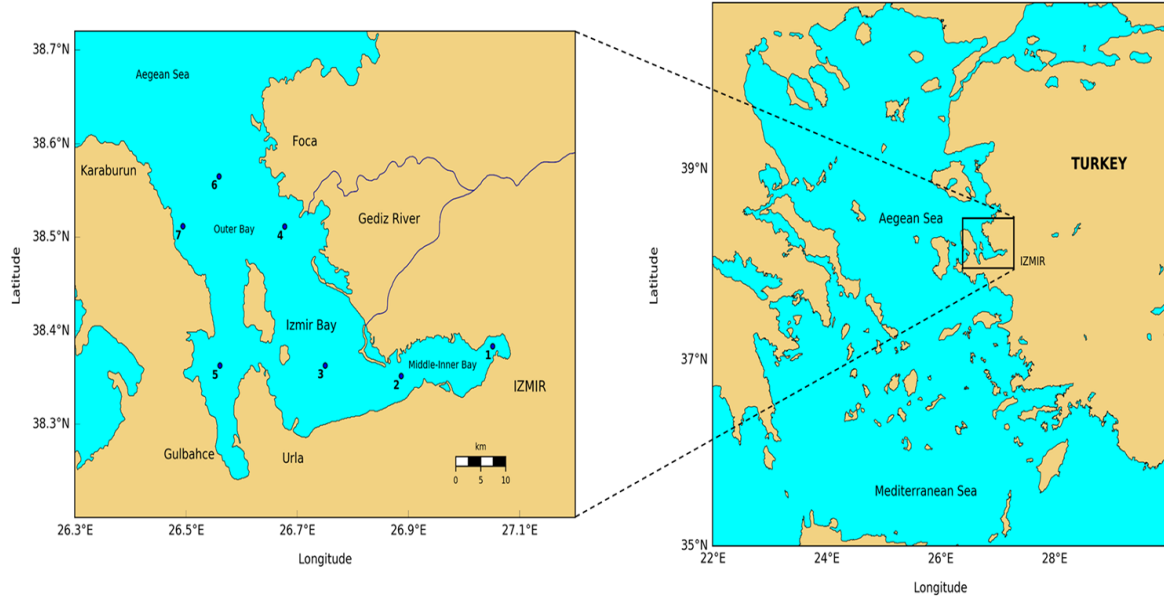 38.7°N
38.6°N
38.5°N
38.4°N
38.3°N
Latitude
Aegean Sea
Foca
Karaburun
6
Gediz River
7
Outer Bay
4
Izmir Bay
1
Middle-Inner Bay
5
3
2
IZMIR
Gulbahce
Urla
km
0 5 10
26.3°E 26.5°E 26.7°E 26.9°E 27.1°E
Longitude
39°N
37°N
35°N
Latitude
TURKEY
Aegean Sea
IZMIR
Mediterranean Sea
22°E 24°E 26°E 28°E
Longitude